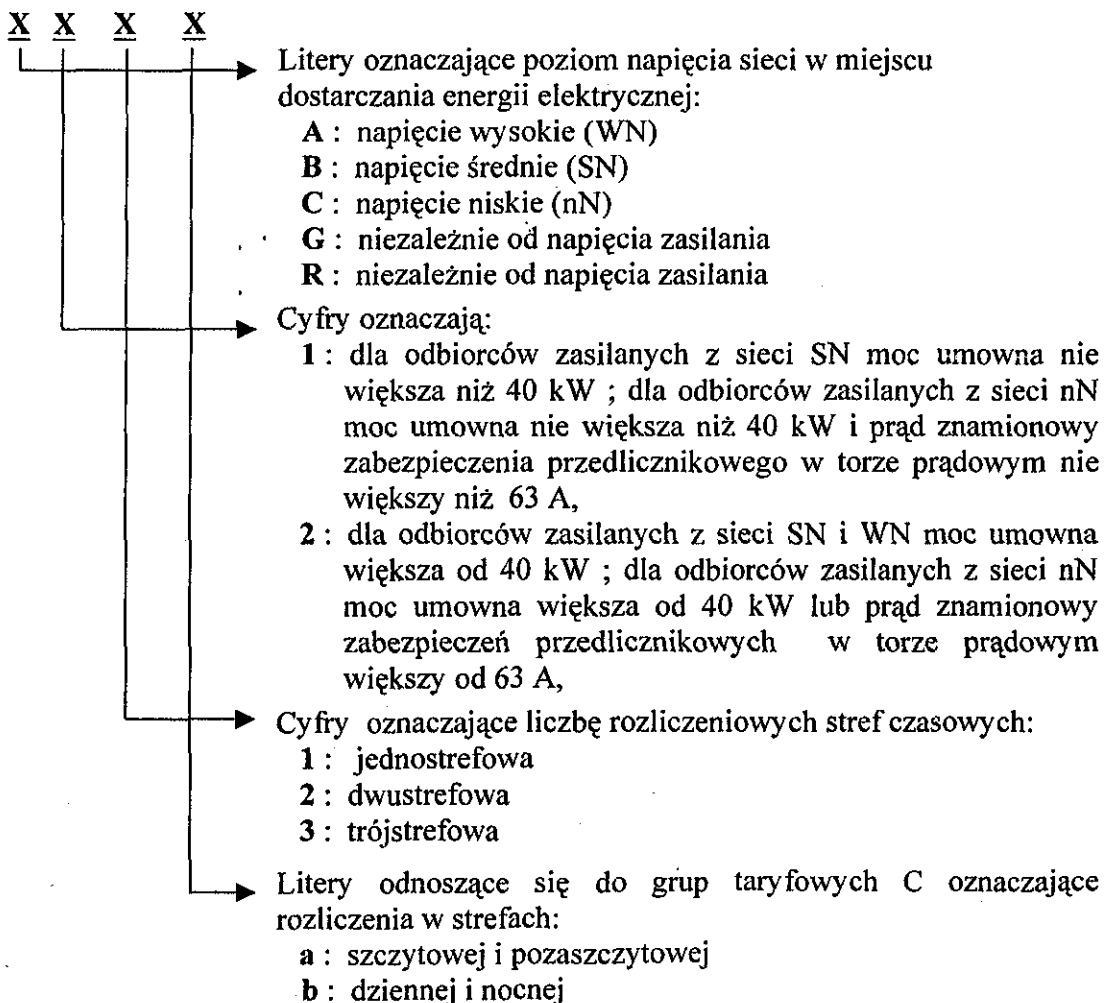 X X X X
Litery oznaczające poziom napięcia sieci w miejscu
dostarczania energii elektrycznej:
A : napięcie wysokie (WN)
B : napięcie średnie (SN)
C : napięcie niskie (nN)
G : niezależnie od napięcia zasilania
R : niezależnie od napięcia zasilania
Cyfry oznaczają:
1 : dla odbiorców zasilanych z sieci SN moc umowna nie
większa niż 40 kW ; dla odbiorców zasilanych z sieci nN
moc umowna nie większa niż 40 kW i prąd znamionowy
zabezpieczenia przedlicznikowego w torze prądowym nie
większy niż 63 A,
2 : dla odbiorców zasilanych z sieci SN i WN moc umowna
większa od 40 kW ; dla odbiorców zasilanych z sieci nN
moc umowna większa od 40 kW lub prąd znamionowy
zabezpieczeń przedlicznikowych w torze prądowym
większy od 63 A,
Cyfry oznaczające liczbę rozliczeniowych stref czasowych:
1 : jednostrefowa
2 : dwustrefowa
3 : trójstrefowa
Litery odnoszące się do grup taryfowych C oznaczające
rozliczenia w strefach:
a : szczytowej i pozaszczytowej
b : dziennej i nocnej